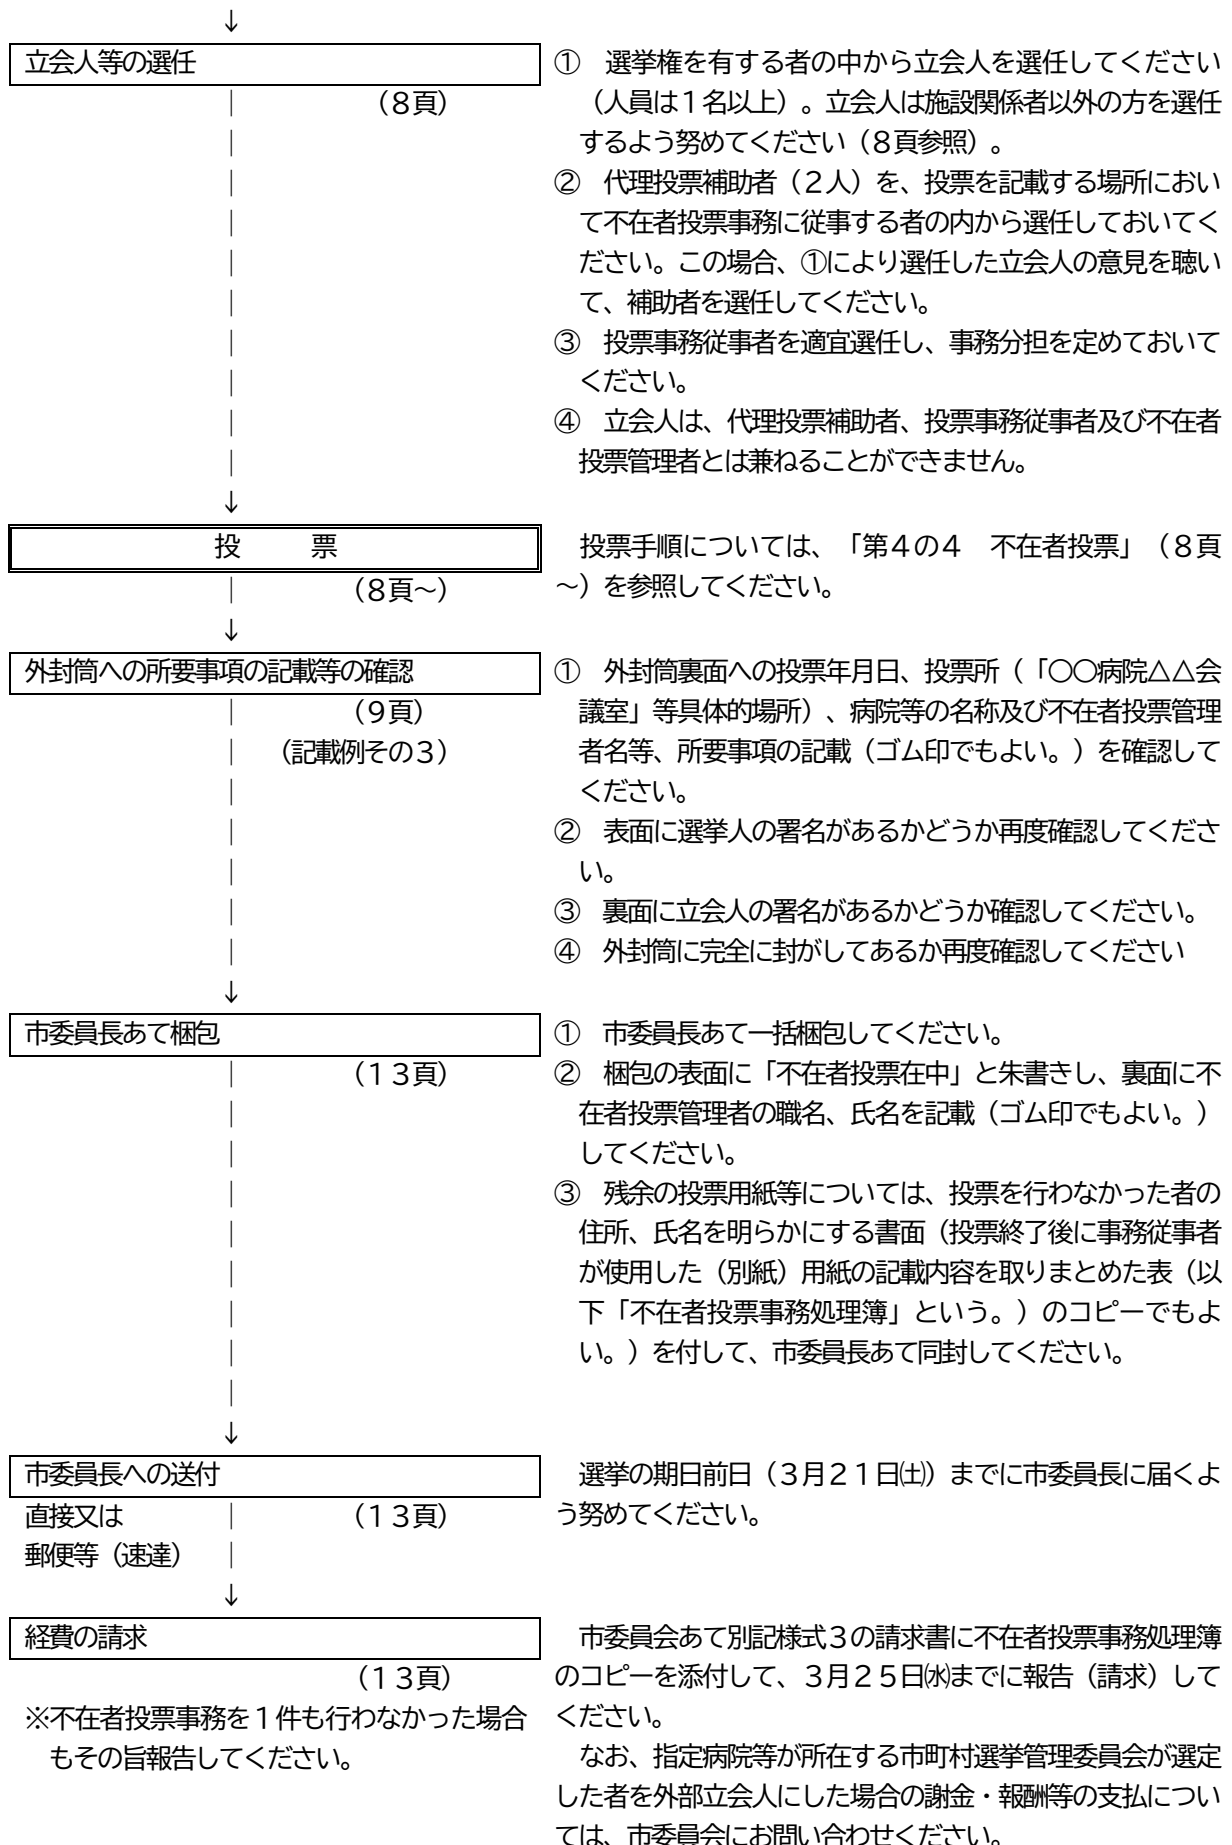 ↓
立会人等の選任
（８頁）
①　選挙権を有する者の中から立会人を選任してください
（人員は１名以上）。立会人は施設関係者以外の方を選任
するよう努めてください（８頁参照）。
②　代理投票補助者（２人）を、投票を記載する場所におい
て不在者投票事務に従事する者の内から選任しておいてく
ださい。この場合、①により選任した立会人の意見を聴い
て、補助者を選任してください。
③　投票事務従事者を適宜選任し、事務分担を定めておいて
ください。
④　立会人は、代理投票補助者、投票事務従事者及び不在者
投票管理者とは兼ねることができません。
↓
投　　票
（８頁～）
投票手順については、「第４の４　不在者投票」（８頁
～）を参照してください。
↓
外封筒への所要事項の記載等の確認
（９頁）
（記載例その３）
①　外封筒裏面への投票年月日、投票所（「〇〇病院△△会
議室」等具体的場所）、病院等の名称及び不在者投票管理
者名等、所要事項の記載（ゴム印でもよい。）を確認して
ください。
②　表面に選挙人の署名があるかどうか再度確認してくださ
い。
③　裏面に立会人の署名があるかどうか確認してください。
④　外封筒に完全に封がしてあるか再度確認してください
↓
市委員長あて梱包
（１３頁）
①　市委員長あて一括梱包してください。
②　梱包の表面に「不在者投票在中」と朱書きし、裏面に不
在者投票管理者の職名、氏名を記載（ゴム印でもよい。）
してください。
③　残余の投票用紙等については、投票を行わなかった者の
住所、氏名を明らかにする書面（投票終了後に事務従事者
が使用した（別紙）用紙の記載内容を取りまとめた表（以
下「不在者投票事務処理簿」という。）のコピーでもよ
い。）を付して、市委員長あて同封してください。
↓
市委員長への送付
直接又は
（１３頁）
郵便等（速達）
選挙の期日前日（３月２１日㈯）までに市委員長に届くよ
う努めてください。
↓
経費の請求
（１３頁）
※不在者投票事務を１件も行わなかった場合
もその旨報告してください。
市委員会あて別記様式３の請求書に不在者投票事務処理簿
のコピーを添付して、３月２５日㈬までに報告（請求）して
ください。
なお、指定病院等が所在する市町村選挙管理委員会が選定
した者を外部立会人にした場合の謝金・報酬等の支払につい
ては、市委員会にお問い合わせください。